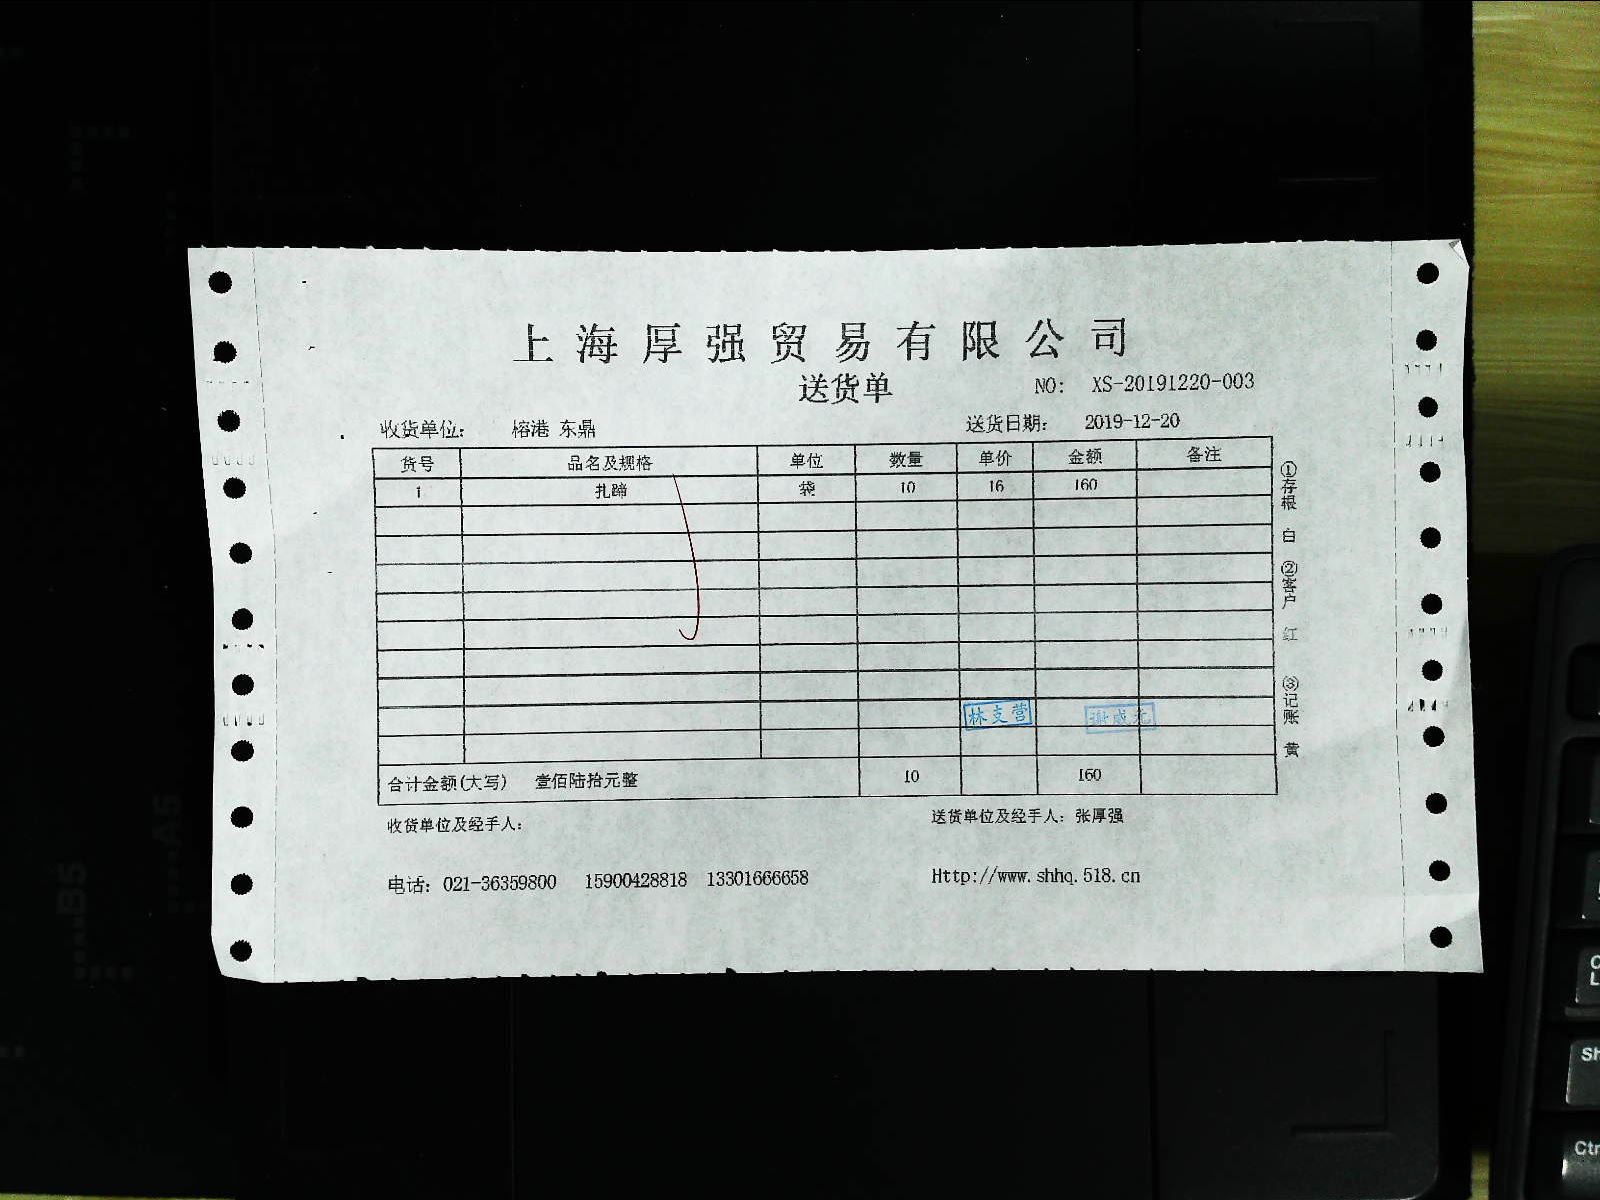 上海厚强贸易有限公司
送货单
NO: XS-20191220-003
收货单位: 榕港 东鼎
送货日期: 2019-12-20
货号 品名及规格 单位 数量 单价 金额 备注
1 扎蹄 袋 10 16 160
林支营
合计金额(大写) 壹佰陆拾元整 10 160
收货单位及经手人:
送货单位及经手人: 张厚强
电话: 021-36359800 15900428818 13301666658
Http://www.shhq.518.cn
①存根 白 ②客户 红 ③记账 黄
B5
A5
Sh
Ctr